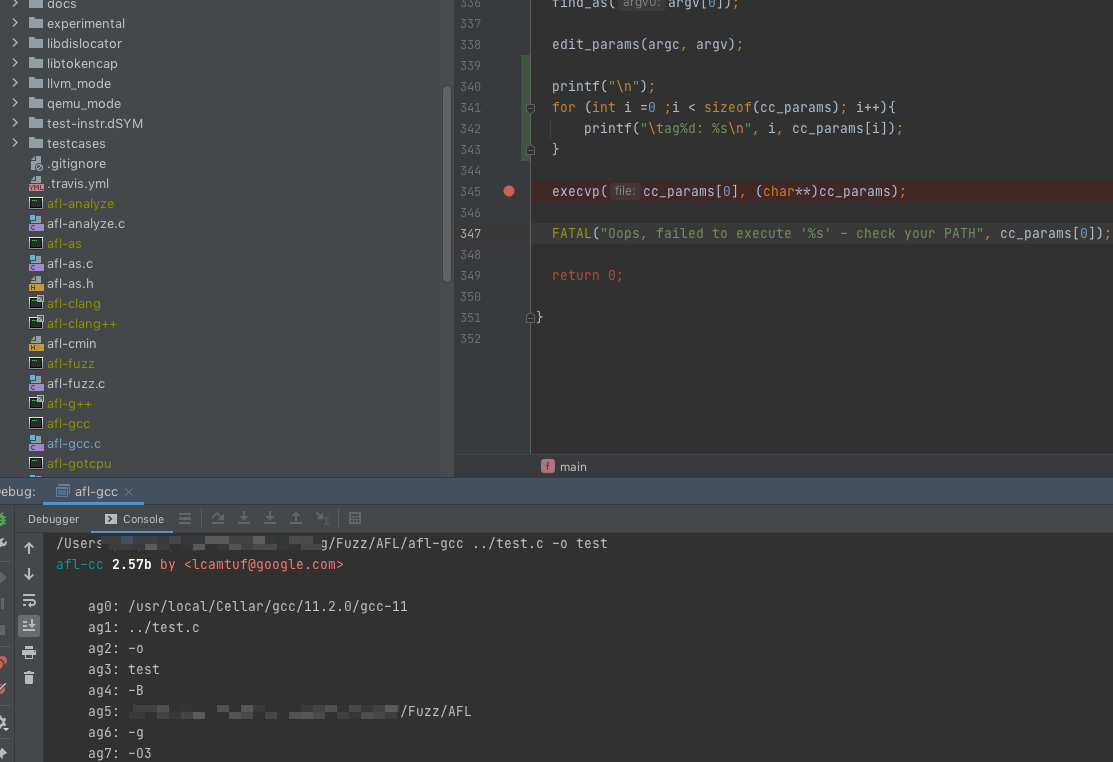 docs
experimental
libdislocator
libtokencap
llvm_mode
qemu_mode
test-instr.dSYM
testcases
.gitignore
.travis.yml
afl-analyze
afl-analyze.c
afl-as
afl-as.c
afl-as.h
afl-clang
afl-clang++
afl-cmin
afl-fuzz
afl-fuzz.c
afl-g++
afl-gcc
afl-gcc.c
afl-gotcpu
336 find_as( argv0: argv[0]);
337
338 edit_params(argc, argv);
339
340 printf("\n");
341 for (int i =0 ;i < sizeof(cc_params); i++){
342 printf("\tag%d: %s\n", i, cc_params[i]);
343 }
344
345 execvp( file: cc_params[0], (char**)cc_params);
346
347 FATAL("Oops, failed to execute '%s' - check your PATH", cc_params[0]);
348
349 return 0;
350
351 }
352
main
ebug: afl-gcc
Debugger Console
/Users g/Fuzz/AFL/afl-gcc ../test.c -o test
afl-cc 2.57b by <lcamtuf@google.com>
ag0: /usr/local/Cellar/gcc/11.2.0/gcc-11
ag1: ../test.c
ag2: -o
ag3: test
ag4: -B
ag5: /Fuzz/AFL
ag6: -g
ag7: -O3